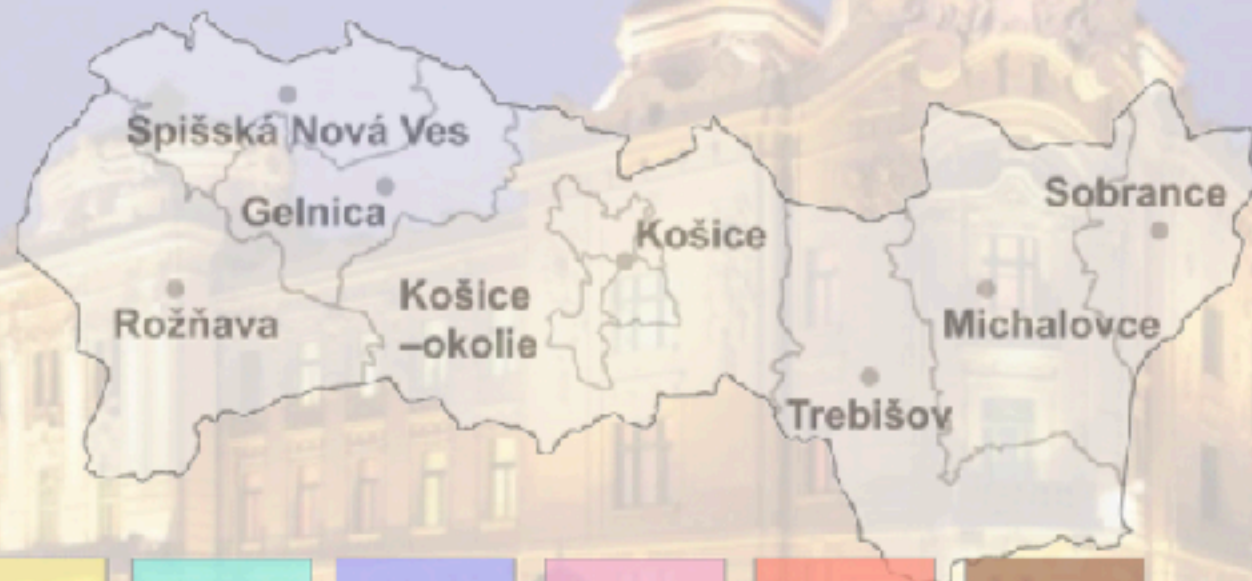 Spišská Nová Ves
Gelnica
Rožňava
Košice
–okolie
Košice
Trebišov
Michalovce
Sobrance